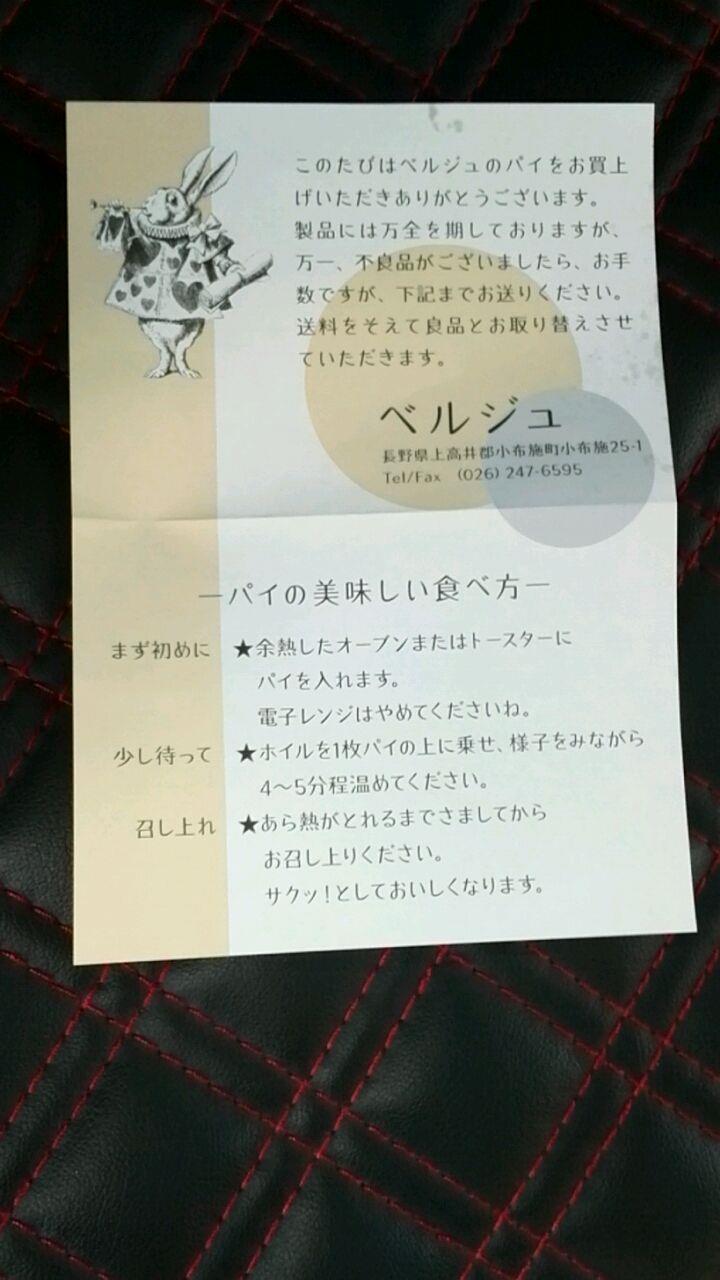 このたびはベルジュのパイをお買上
げいただきありがとうございます。
製品には万全を期しておりますが、
万一、不良品がございましたら、お手
数ですが、下記までお送りください。
送料をそえて良品とお取り替えさせ
ていただきます。
ベルジュ
長野県上高井郡小布施町小布施25-1
Tel/Fax (026) 247-6595
―パイの美味しい食べ方―
まず初めに ★余熱したオーブンまたはトースターに
パイを入れます。
電子レンジはやめてくださいね。
少し待って ★ホイルを1枚パイの上に乗せ、様子をみながら
4〜5分程温めてください。
召し上れ ★あら熱がとれるまでさましてから
お召し上りください。
サクッ!としておいしくなります。